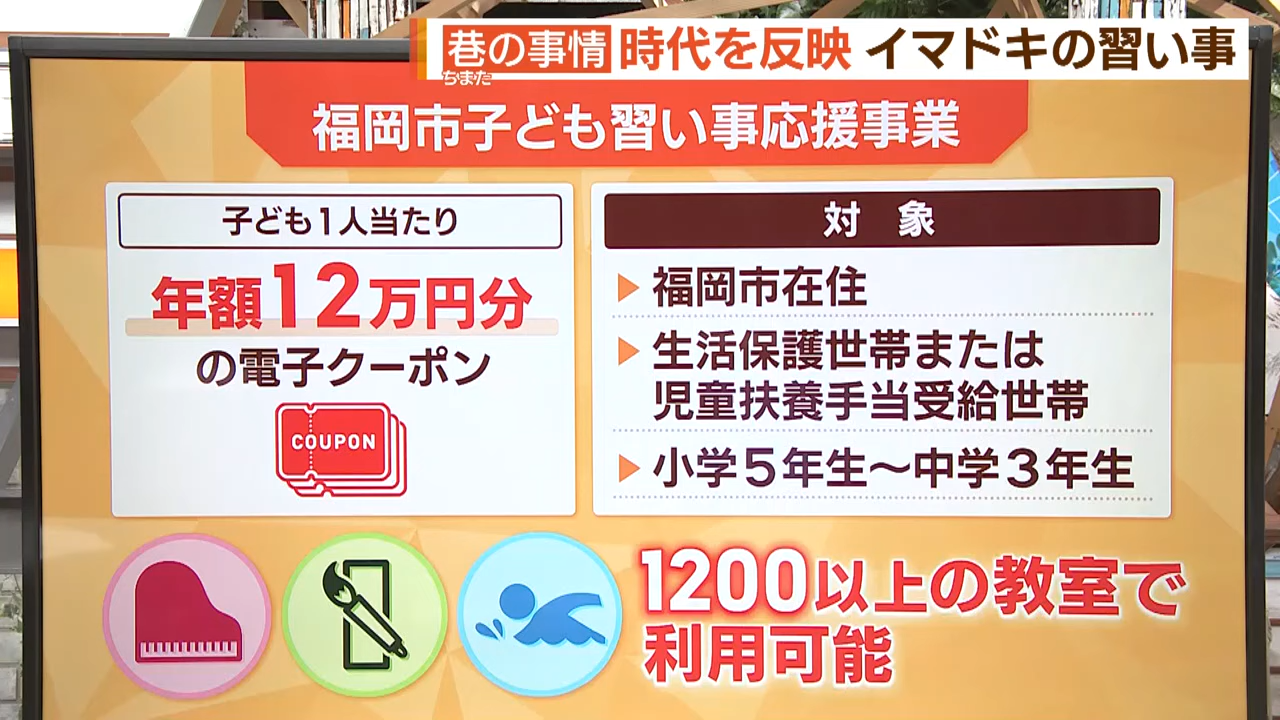 巷の事情 時代を反映 イマドキの習い事
ちまた
福岡市子ども習い事応援事業
子ども1人当たり
年額12万円分
の電子クーポン
COUPON
対 象
▶福岡市在住
▶生活保護世帯または
児童扶養手当受給世帯
▶小学5年生〜中学3年生
1200以上の教室で
利用可能